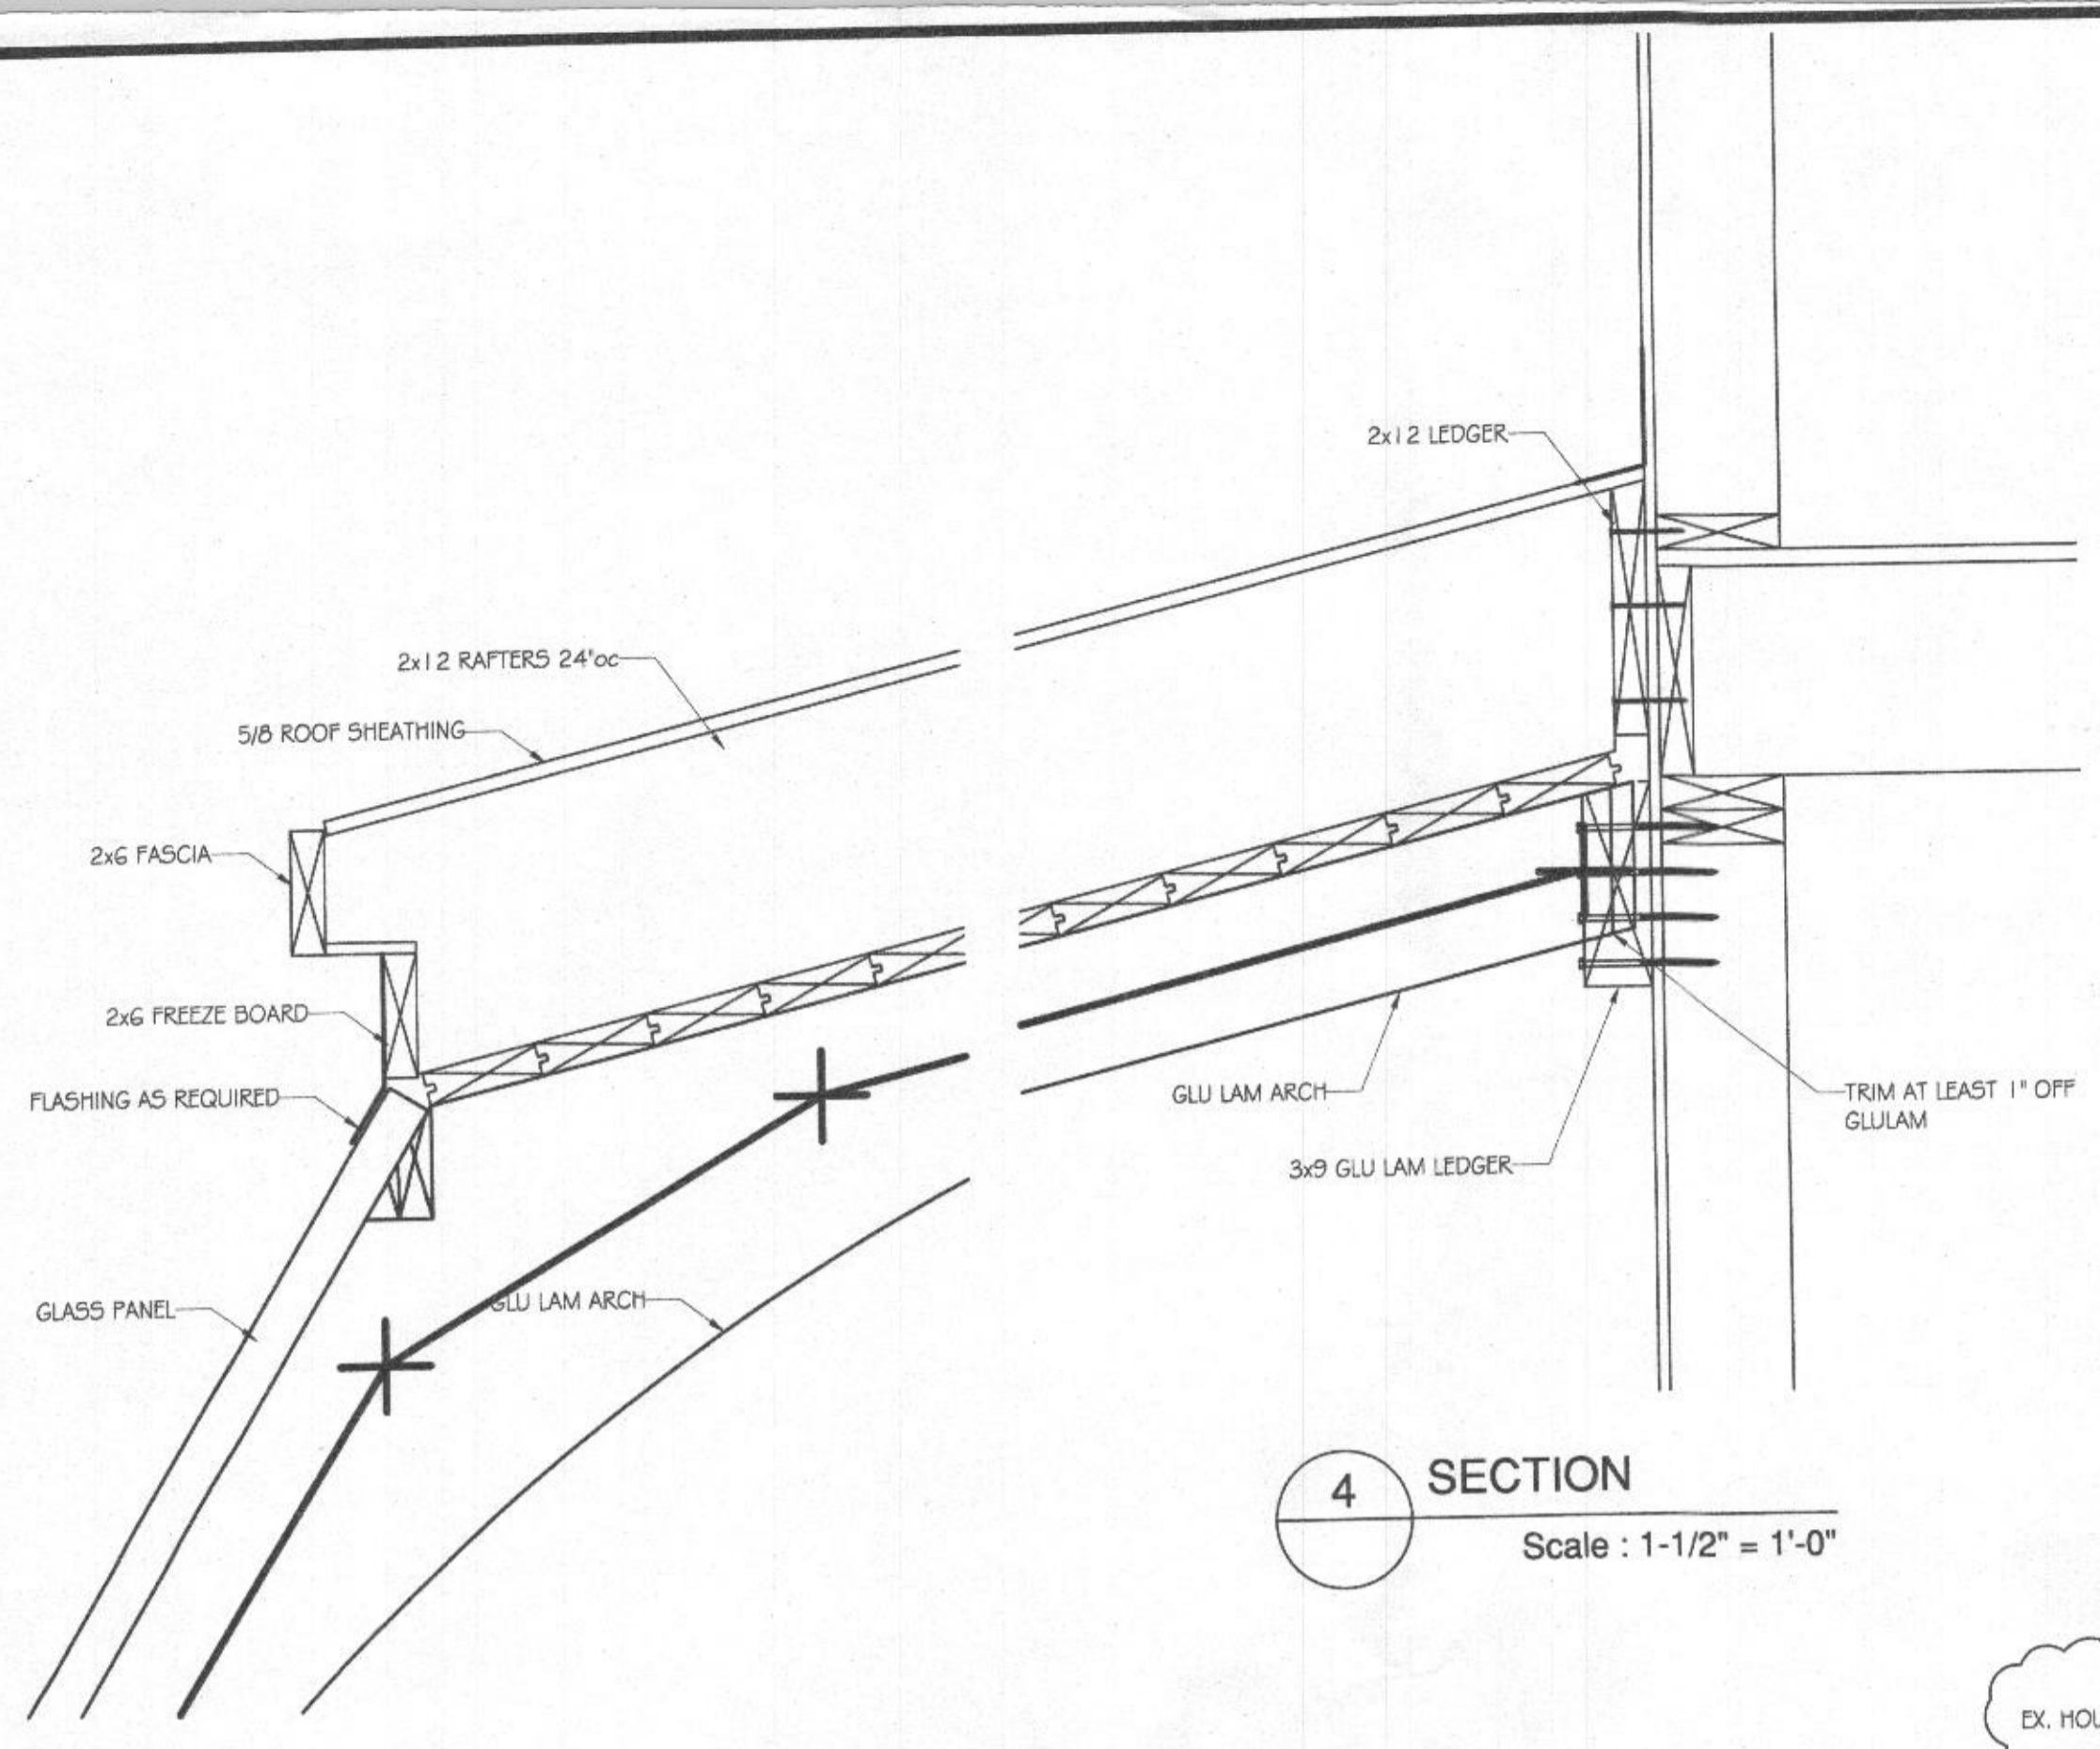 2x12 LEDGER
2x12 RAFTERS 24"oc
5/8 ROOF SHEATHING
2x6 FASCIA
2x6 FREEZE BOARD
FLASHING AS REQUIRED
GLU LAM ARCH
TRIM AT LEAST 1" OFF
GLULAM
3x9 GLU LAM LEDGER
GLASS PANEL
GLU LAM ARCH
4
SECTION
Scale : 1-1/2" = 1'-0"
EX.